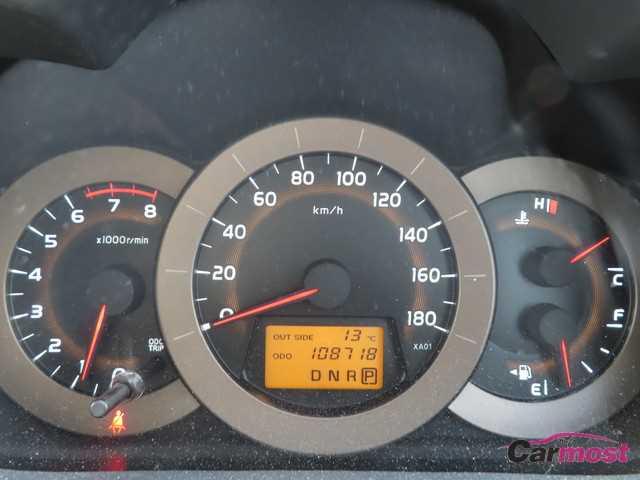 0 1 2 3 4 5 6 7 8
x1000r/min
ODO
TRIP
0 20 40 60 80 100 120 140 160 180
km/h
OUT SIDE 13 °C
ODO 108718
D N R P
XA01
H
C
F
E
Carmost